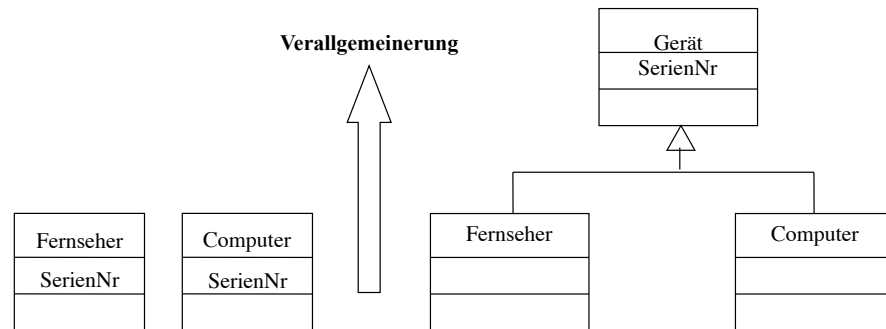 Verallgemeinerung
Gerät
SerienNr
Fernseher
SerienNr
Computer
SerienNr
Fernseher
Computer